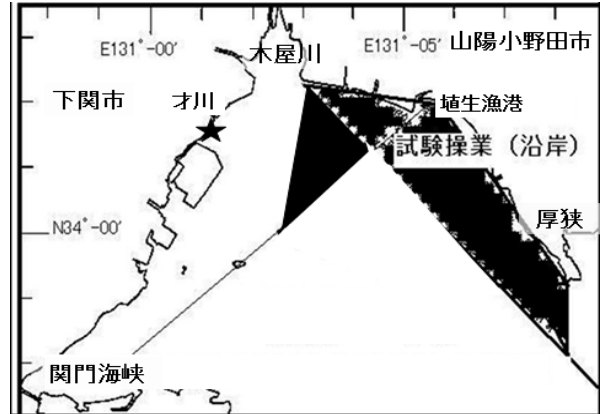 E131°-00'
E131°-05'
山陽小野田市
木屋川
下関市
才川
埴生漁港
試験操業（沿岸）
厚狭
N34°-00'
関門海峡